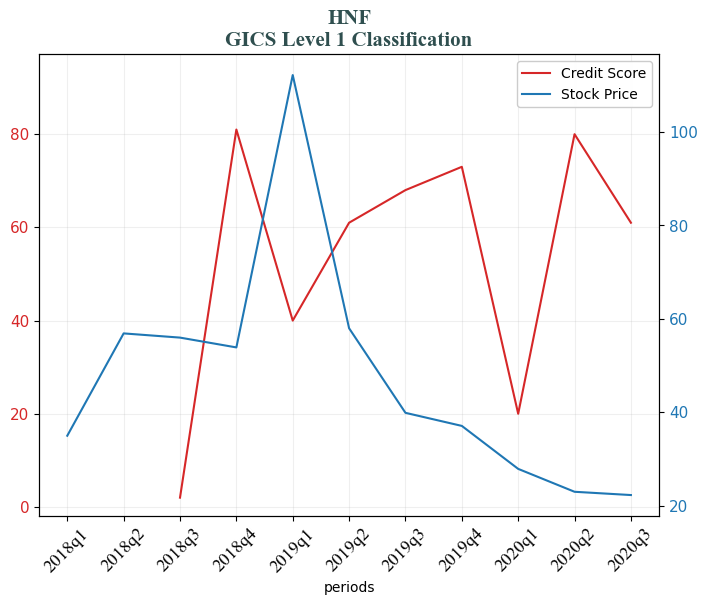 HNF
GICS Level 1 Classification
Credit Score
Stock Price
80
60
40
20
0
100
80
60
40
20
2018q1
2018q2
2018q3
2018q4
2019q1
2019q2
2019q3
2019q4
2020q1
2020q2
2020q3
periods